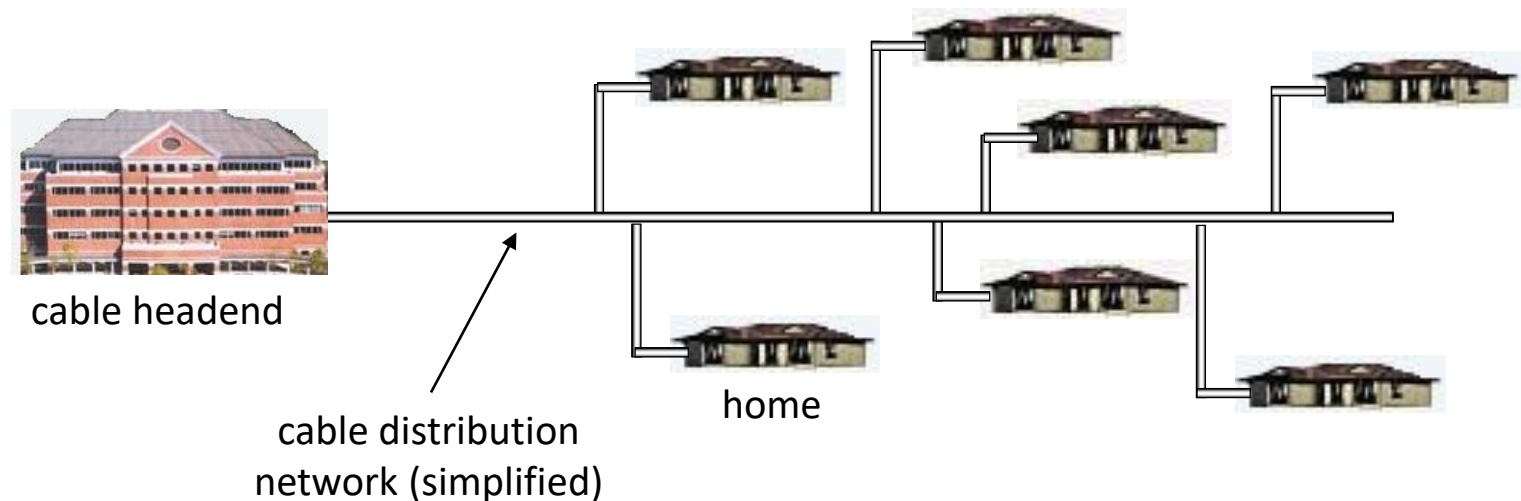 cable headend
home
cable distribution
network (simplified)